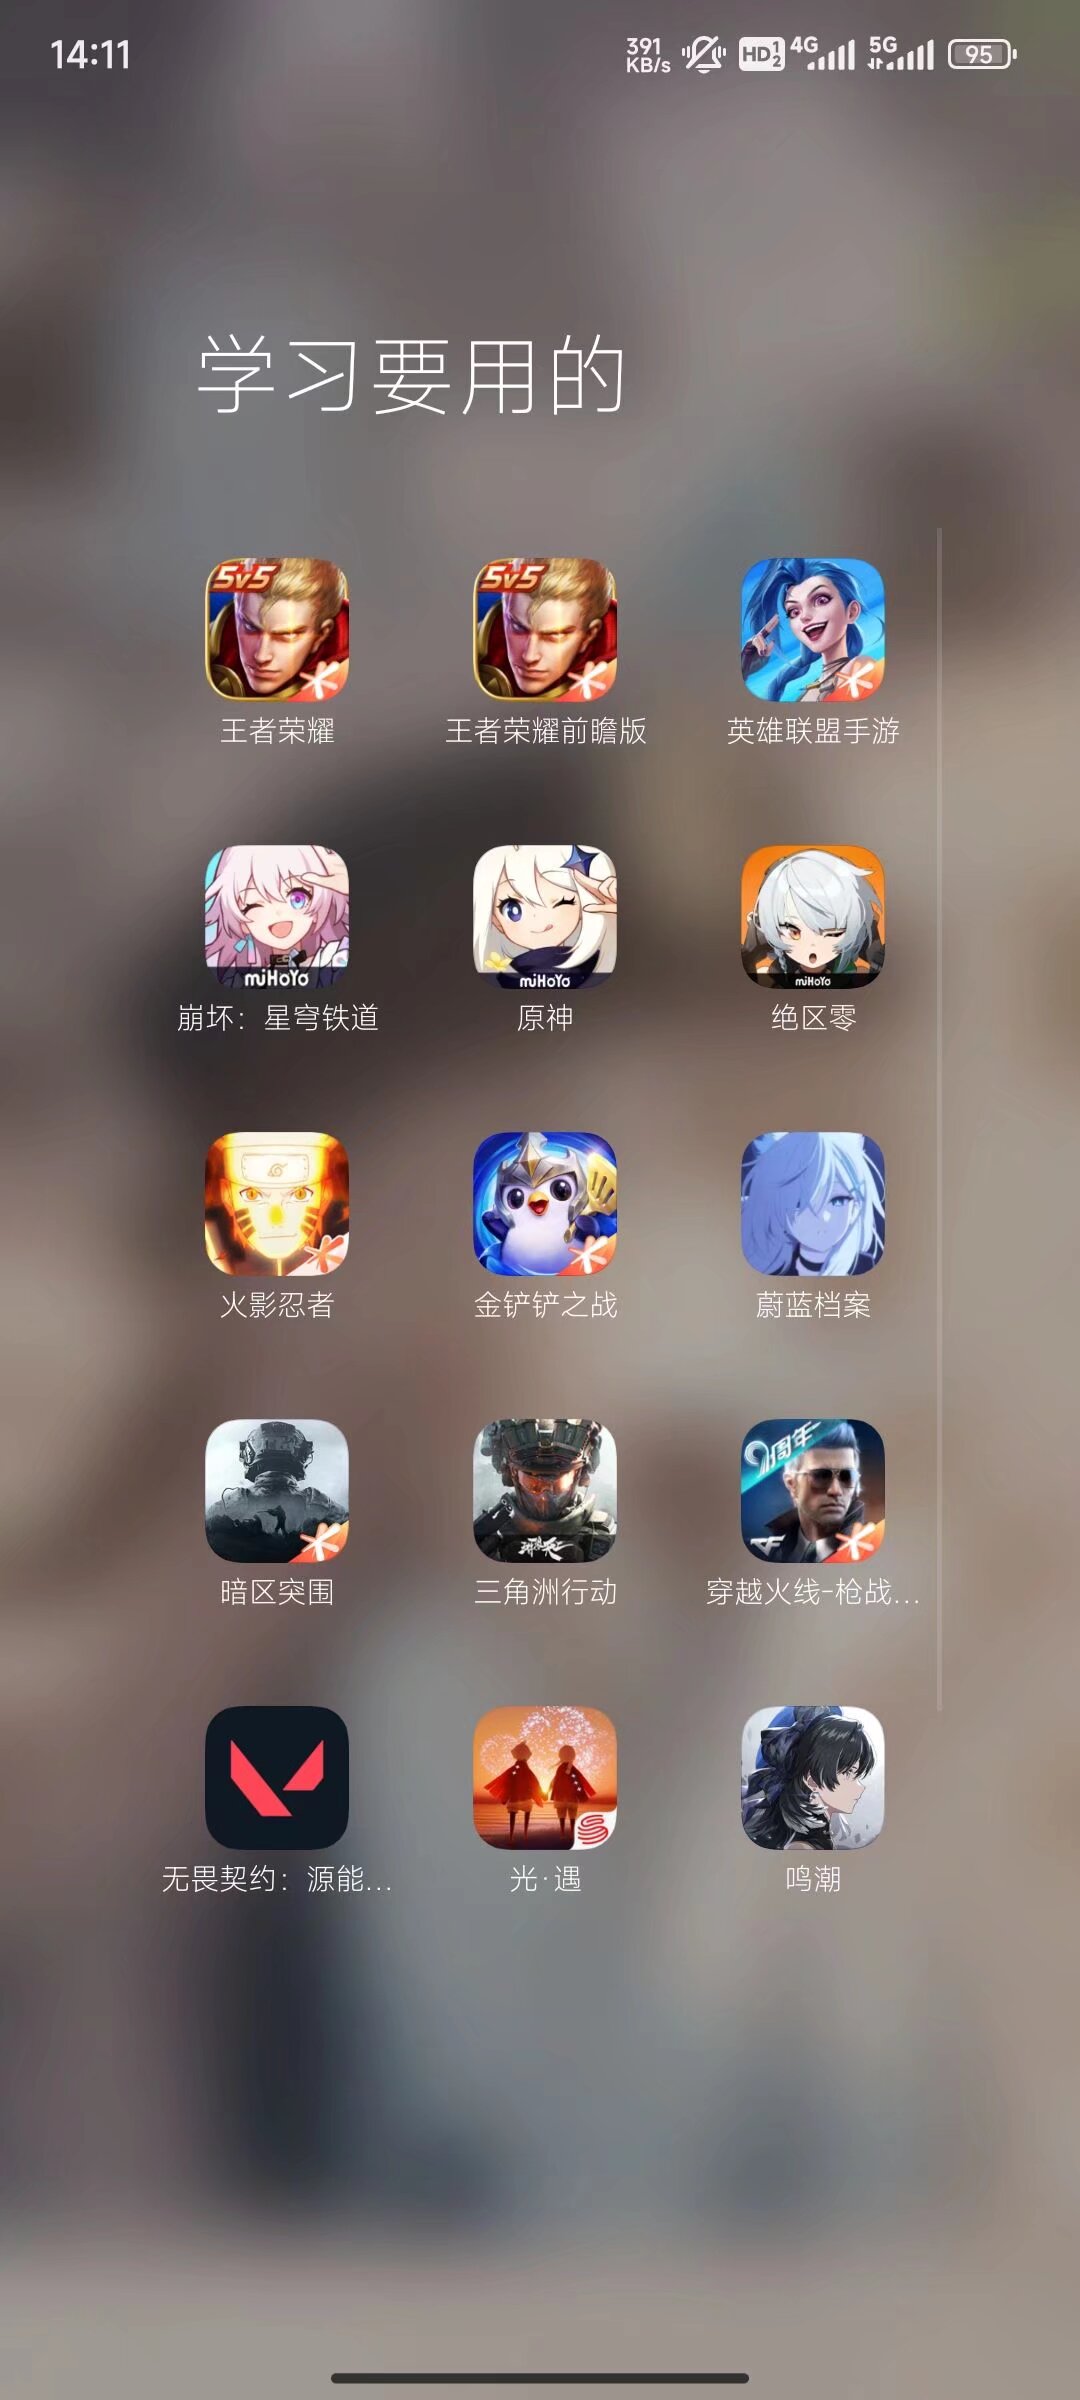 14:11
391 KB/s HD 1 2 4G 5G 95
学习要用的
5v5 5v5
王者荣耀 王者荣耀前瞻版 英雄联盟手游
miHoYo miHoYo miHoYo
崩坏：星穹铁道 原神 绝区零
火影忍者 金铲铲之战 蔚蓝档案
9周年
暗区突围 三角洲行动 穿越火线-枪战...
无畏契约：源能... 光·遇 鸣潮